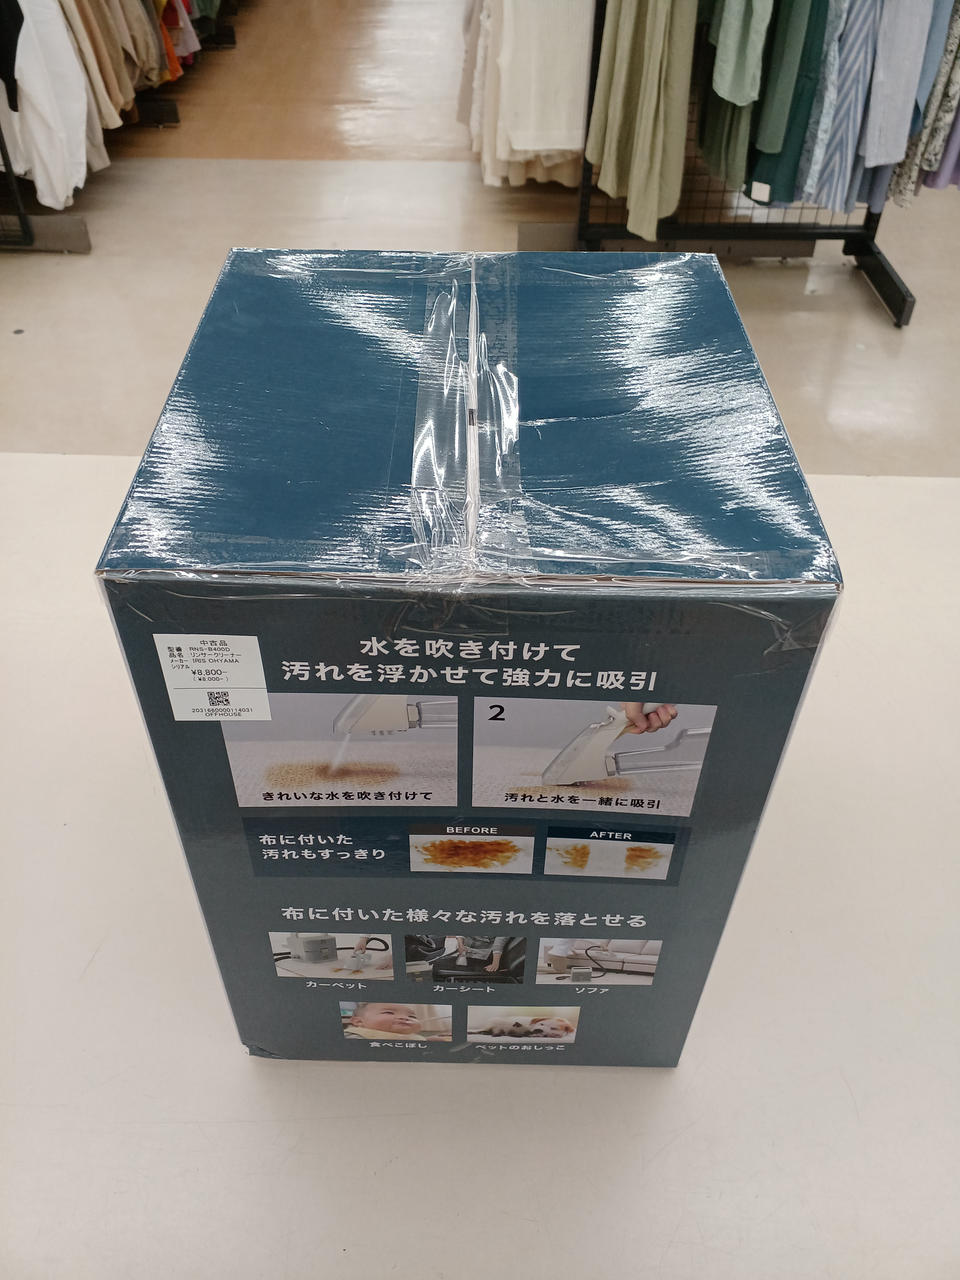 中古品
型番 RNS-B400D
品名 リンサークリーナー
メーカー IRIS OHYAMA
シリアル
¥8,800-
(¥8,000-)
2031660000114031
OFFHOUSE
水を吹き付けて
汚れを浮かせて強力に吸引
きれいな水を吹き付けて
2
汚れと水を一緒に吸引
布に付いた
汚れもすっきり
BEFORE
AFTER
布に付いた様々な汚れを落とせる
カーペット
カーシート
ソファ
食べこぼし
ペットのおしっこ